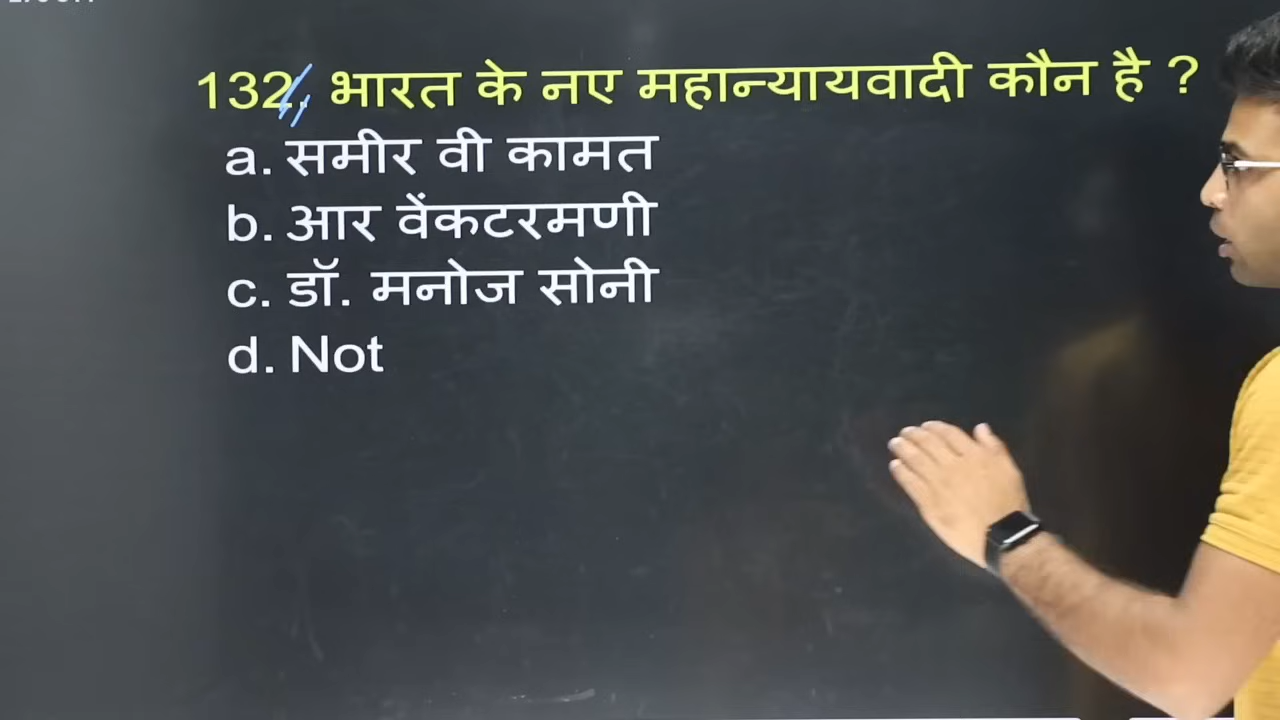 132. भारत के नए महान्यायवादी कौन है ?
a. समीर वी कामत
b. आर वेंकटरमणी
c. डॉ. मनोज सोनी
d. Not